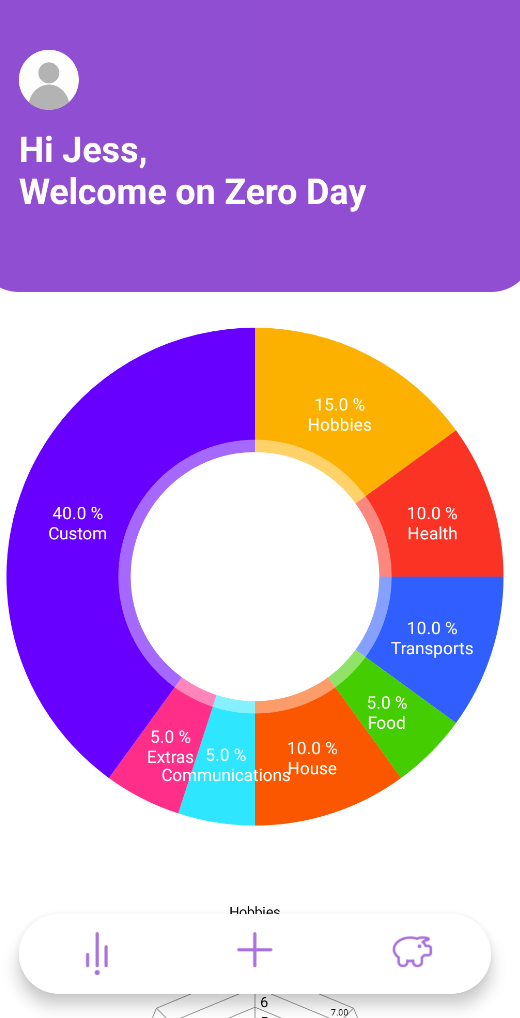 Hi Jess,
Welcome on Zero Day
15.0 %
Hobbies
40.0 %
Custom
10.0 %
Health
10.0 %
Transports
5.0 %
Food
5.0 %
Extras
5.0 %
Communications
10.0 %
House
Hobbies
6
7.00